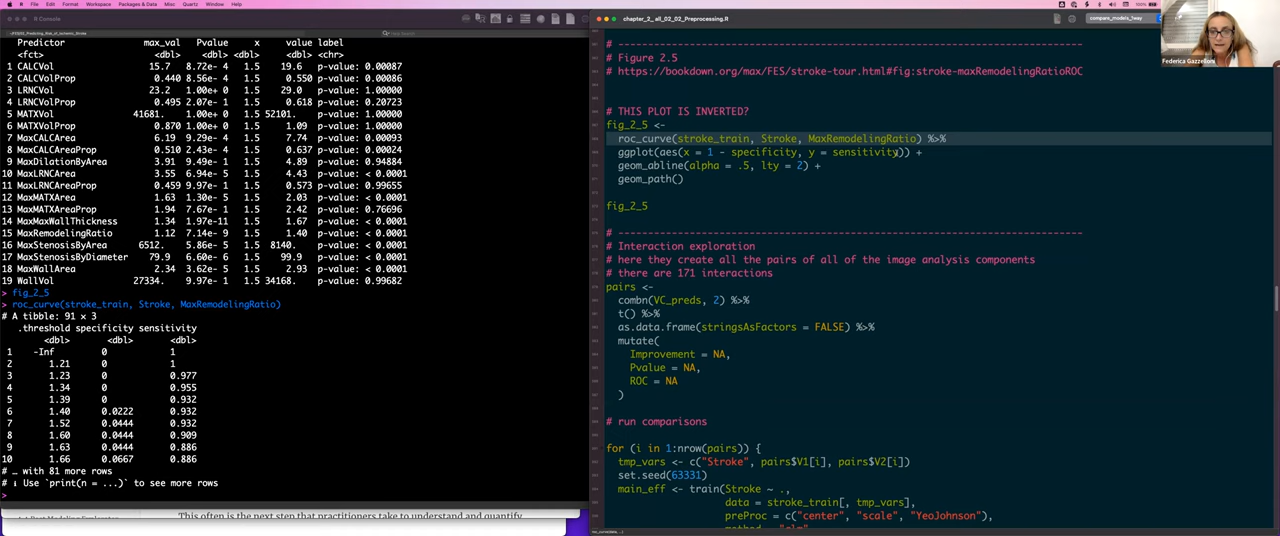 R Console Workspace Packages & Data Misc Quartz Window Help
100%
R Console
Help Search
Predictor max_val Pvalue x value label
<fct> <dbl> <dbl> <dbl> <dbl> <chr>
1 CALCVol 15.7 8.72e- 4 1.5 19.6 p-value: 0.00087
2 CALCVolProp 0.440 8.56e- 4 1.5 0.550 p-value: 0.00086
3 LRNCVol 23.2 1.00e+ 0 1.5 29.0 p-value: 1.00000
4 LRNCVolProp 0.495 2.07e- 1 1.5 0.618 p-value: 0.20723
5 MATXVol 41681. 1.00e+ 0 1.5 52101. p-value: 1.00000
6 MATXVolProp 0.870 1.00e+ 0 1.5 1.09 p-value: 1.00000
7 MaxCALCArea 6.19 9.29e- 4 1.5 7.74 p-value: 0.00093
8 MaxCALCAreaProp 0.510 2.43e- 4 1.5 0.637 p-value: 0.00024
9 MaxDilationByArea 3.91 9.49e- 1 1.5 4.89 p-value: 0.94884
10 MaxLRNCArea 3.55 6.94e- 5 1.5 4.43 p-value: < 0.0001
11 MaxLRNCAreaProp 0.459 9.97e- 1 1.5 0.573 p-value: 0.99655
12 MaxMATXArea 1.63 1.30e- 5 1.5 2.03 p-value: < 0.0001
13 MaxMATXAreaProp 1.94 7.67e- 1 1.5 2.42 p-value: 0.76696
14 MaxMaxWallThickness 1.34 1.97e-11 1.5 1.67 p-value: < 0.0001
15 MaxRemodelingRatio 1.12 7.14e- 9 1.5 1.40 p-value: < 0.0001
16 MaxStenosisByArea 6512. 5.86e- 5 1.5 8140. p-value: < 0.0001
17 MaxStenosisByDiameter 79.9 6.60e- 6 1.5 99.9 p-value: < 0.0001
18 MaxWallArea 2.34 3.62e- 5 1.5 2.93 p-value: < 0.0001
19 WallVol 27334. 9.97e- 1 1.5 34168. p-value: 0.99682
> fig_2_5
> roc_curve(stroke_train, Stroke, MaxRemodelingRatio)
# A tibble: 91 × 3
.threshold specificity sensitivity
<dbl> <dbl> <dbl>
1 -Inf 0 1
2 1.21 0 1
3 1.23 0 0.977
4 1.34 0 0.955
5 1.39 0 0.932
6 1.40 0.0222 0.932
7 1.52 0.0444 0.932
8 1.60 0.0444 0.909
9 1.63 0.0444 0.886
10 1.66 0.0667 0.886
# … with 81 more rows
# ℹ Use `print(n = ...)` to see more rows
>
This often is the next step that practitioners take to understand and quantify
chapter_2_ all_02_02_Preprocessing.R
compare_models_1way
Federica Gazzelloni
# ------------------------------------------------------------------------------
# Figure 2.5
# https://bookdown.org/max/FES/stroke-tour.html#fig:stroke-maxRemodelingRatioROC
# THIS PLOT IS INVERTED?
fig_2_5 <-
roc_curve(stroke_train, Stroke, MaxRemodelingRatio) %>%
ggplot(aes(x = 1 - specificity, y = sensitivity)) +
geom_abline(alpha = .5, lty = 2) +
geom_path()
fig_2_5
# ------------------------------------------------------------------------------
# Interaction exploration
# here they create all the pairs of all of the image analysis components
# there are 171 interactions
pairs <-
combn(VC_preds, 2) %>%
t() %>%
as.data.frame(stringsAsFactors = FALSE) %>%
mutate(
Improvement = NA,
Pvalue = NA,
ROC = NA
)
# run comparisons
for (i in 1:nrow(pairs)) {
tmp_vars <- c("Stroke", pairs$V1[i], pairs$V2[i])
set.seed(63331)
main_eff <- train(Stroke ~ .,
data = stroke_train[, tmp_vars],
preProc = c("center", "scale", "YeoJohnson"),